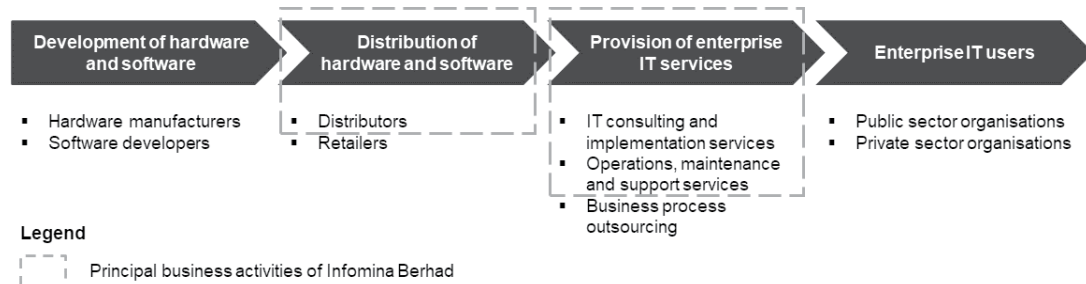 Development of hardware
and software
Distribution of
hardware and software
Provision of enterprise
IT services
Enterprise IT users
▪ Hardware manufacturers
▪ Software developers
▪ Distributors
▪ Retailers
▪ IT consulting and
implementation services
▪ Operations, maintenance
and support services
▪ Business process
outsourcing
▪ Public sector organisations
▪ Private sector organisations
Legend
Principal business activities of Infomina Berhad